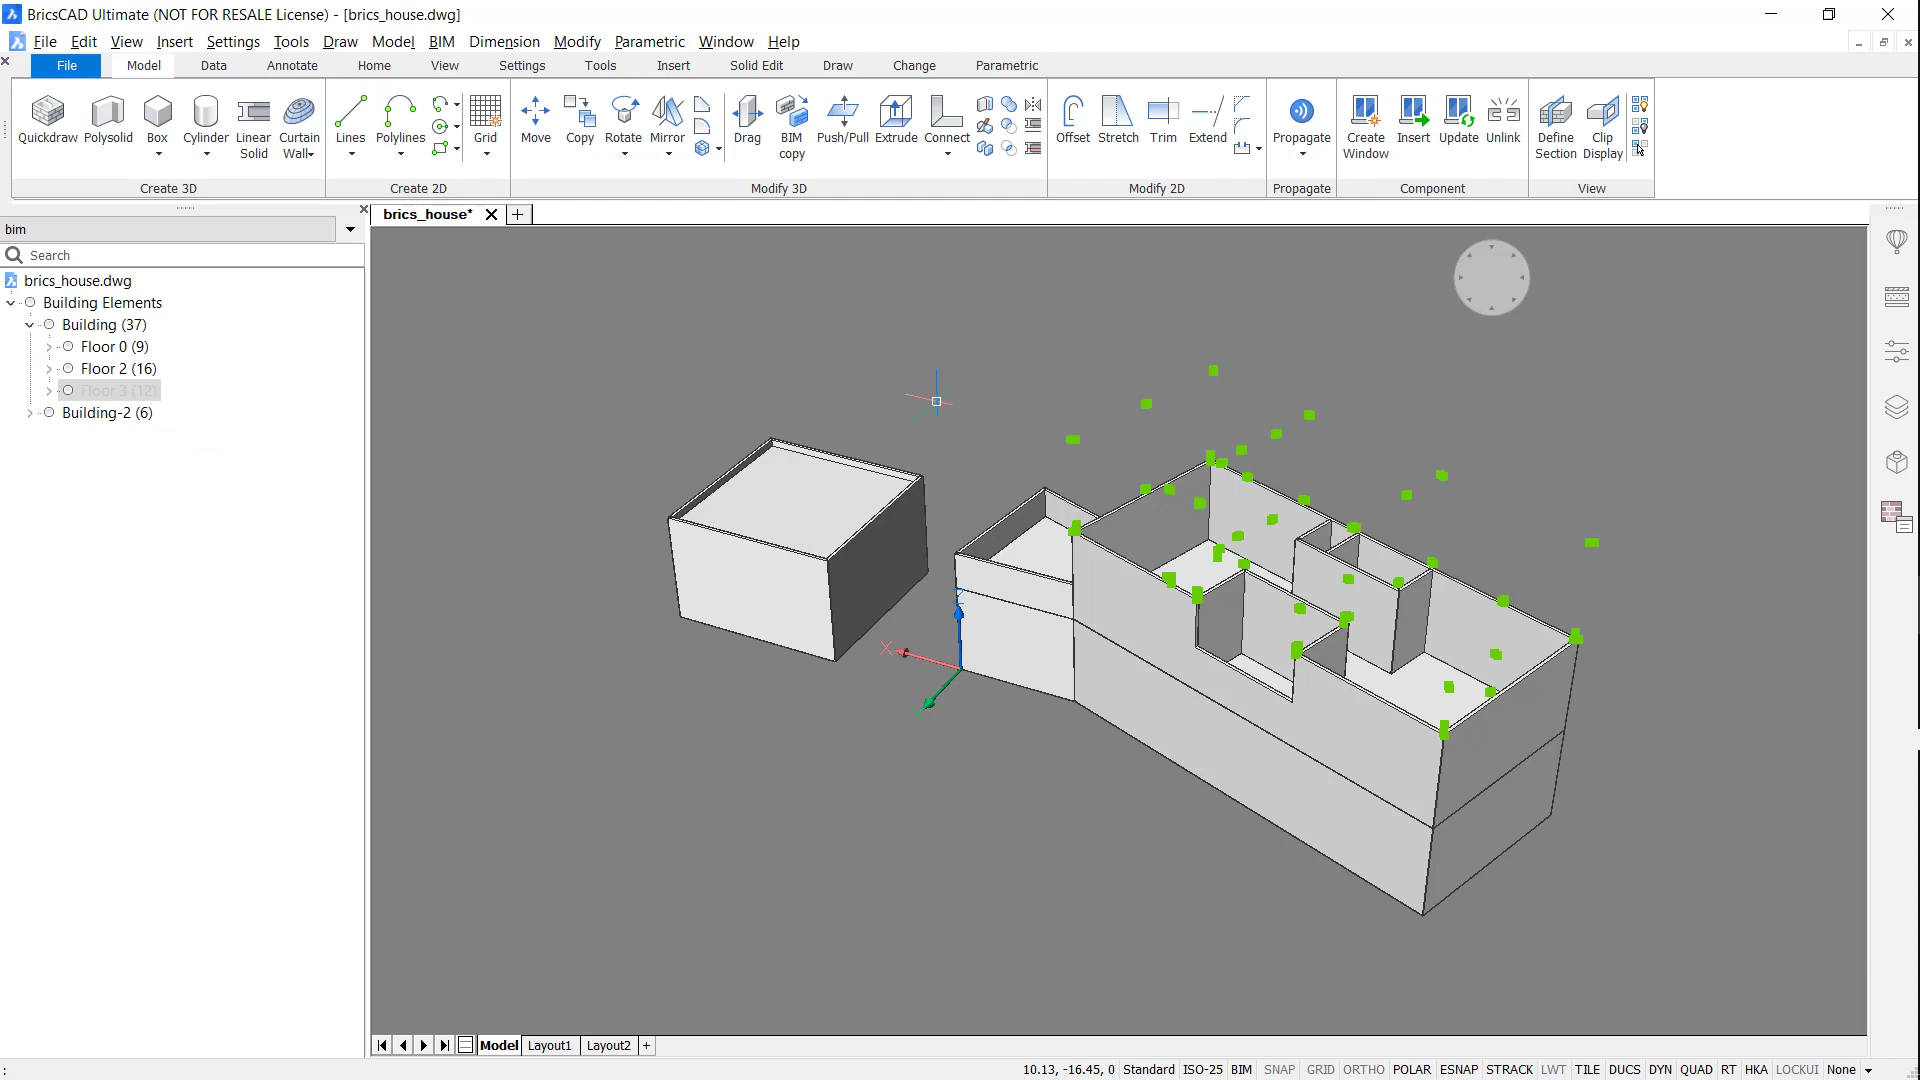 BricsCAD Ultimate (NOT FOR RESALE License) - [brics_house.dwg]
File Edit View Insert Settings Tools Draw Model BIM Dimension Modify Parametric Window Help
File Model Data Annotate Home View Settings Tools Insert Solid Edit Draw Change Parametric
Quickdraw Polysolid Box Cylinder Linear Solid Curtain Wall Lines Polylines Grid Move Copy Rotate Mirror Drag BIM copy Push/Pull Extrude Connect Offset Stretch Trim Extend Propagate Create Window Insert Update Unlink Define Section Clip Display
Create 3D Create 2D Modify 3D Modify 2D Propagate Component View
brics_house*
bim
Search
brics_house.dwg
Building Elements
Building (37)
Floor 0 (9)
Floor 2 (16)
Floor 3 (12)
Building-2 (6)
Z
X
Y
Model Layout1 Layout2 +
: 10.13, -16.45, 0 Standard ISO-25 BIM SNAP GRID ORTHO POLAR ESNAP STRACK LWT TILE DUCS DYN QUAD RT HKA LOCKUI None